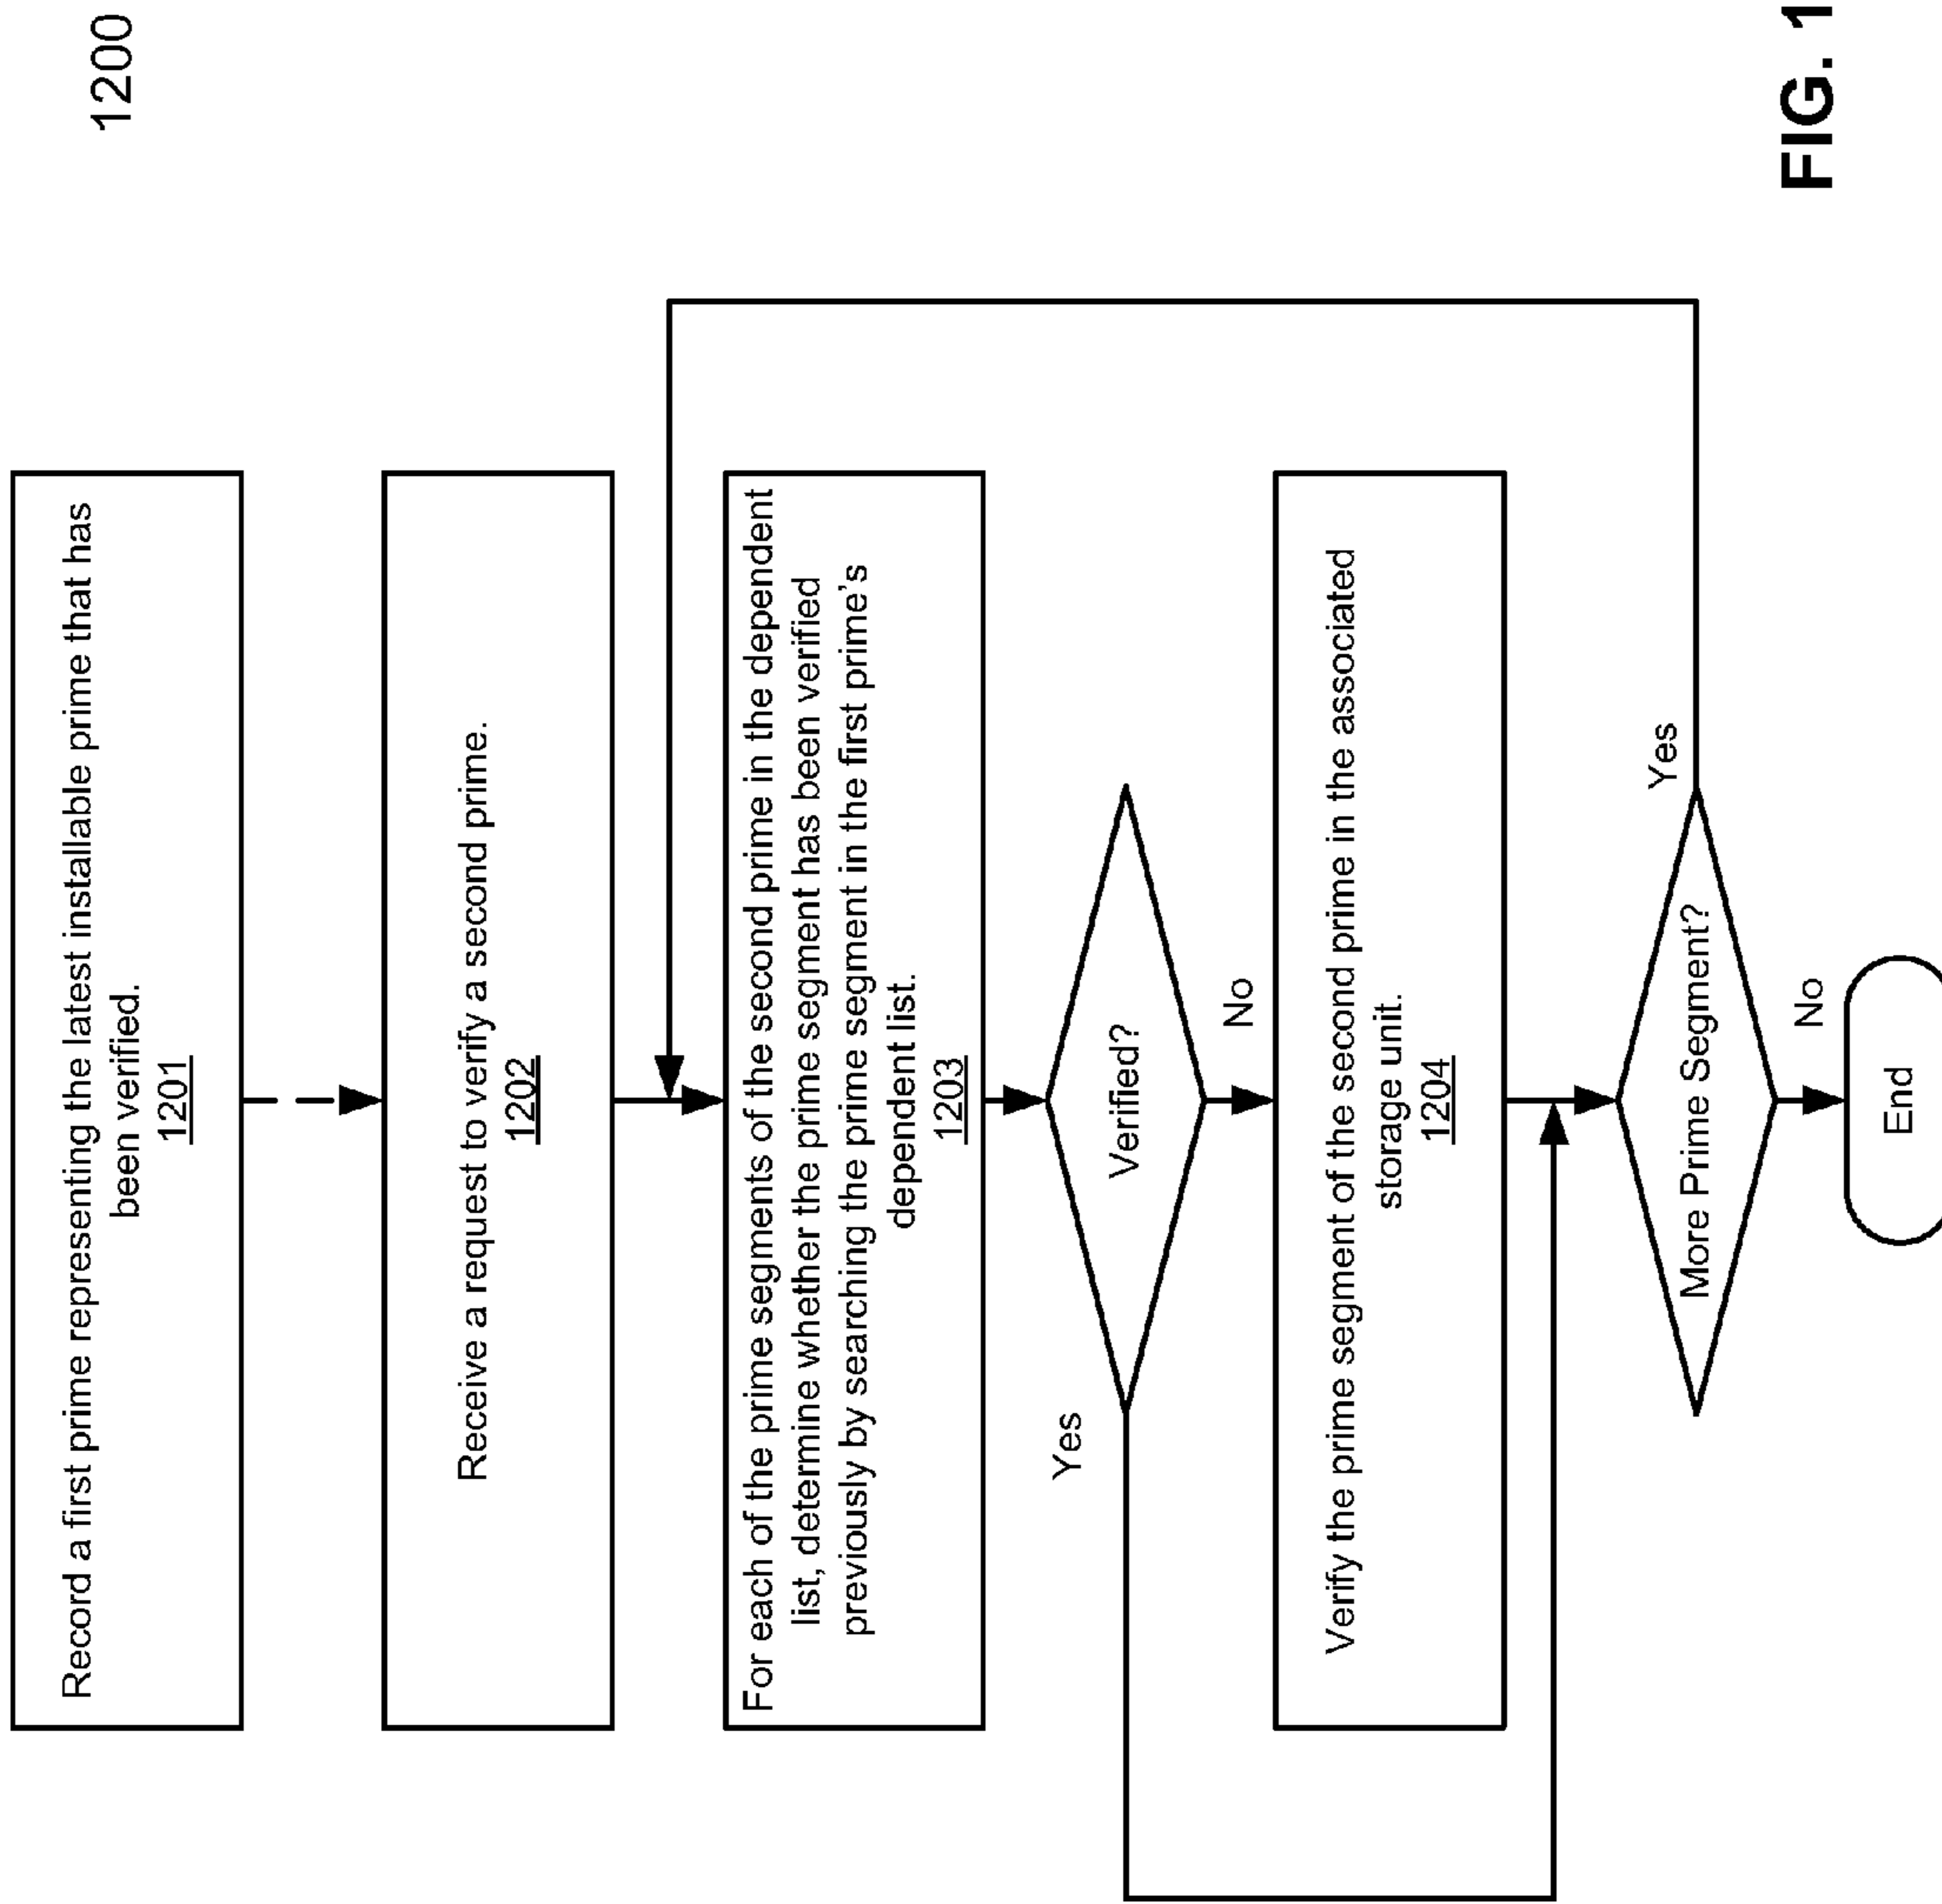 1200
Record a first prime representing the latest installable prime that has
been verified.
1201
Receive a request to verify a second prime.
1202
For each of the prime segments of the second prime in the dependent
list, determine whether the prime segment has been verified
previously by searching the prime segment in the first prime's
dependent list.
1203
Verified?
Yes
No
Verify the prime segment of the second prime in the associated
storage unit.
1204
More Prime Segment?
Yes
No
End
FIG. 1